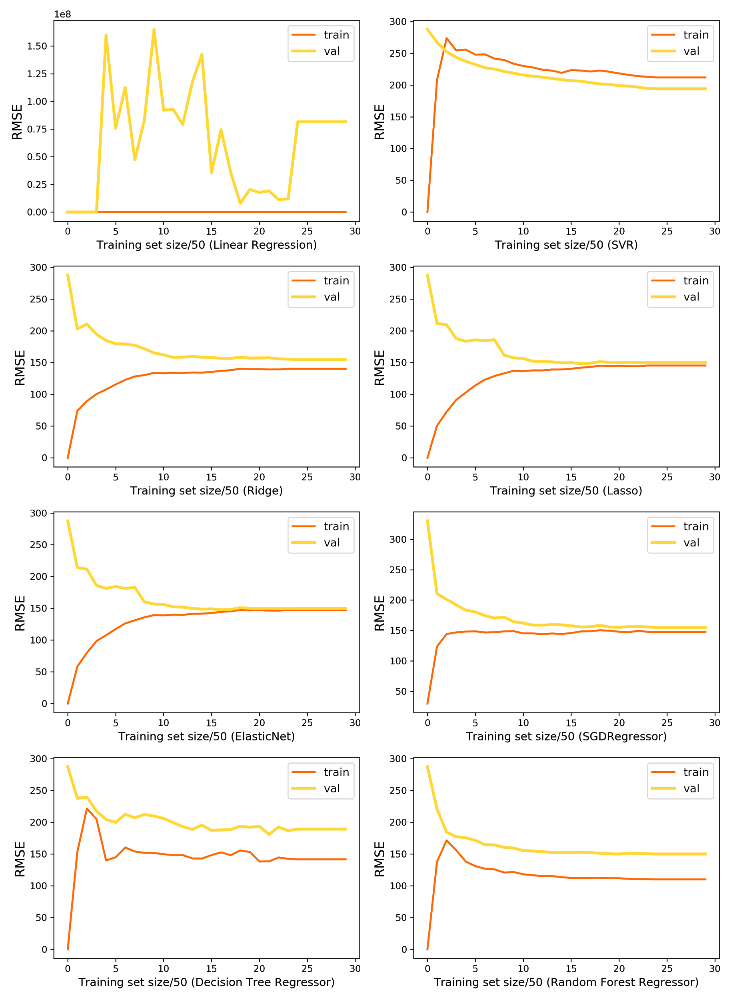 1e8
RMSE
1.50
1.25
1.00
0.75
0.50
0.25
0.00
train
val
0 5 10 15 20 25 30
Training set size/50 (Linear Regression)
RMSE
300
250
200
150
100
50
0
train
val
0 5 10 15 20 25 30
Training set size/50 (SVR)
RMSE
300
250
200
150
100
50
0
train
val
0 5 10 15 20 25 30
Training set size/50 (Ridge)
RMSE
300
250
200
150
100
50
0
train
val
0 5 10 15 20 25 30
Training set size/50 (Lasso)
RMSE
300
250
200
150
100
50
0
train
val
0 5 10 15 20 25 30
Training set size/50 (ElasticNet)
RMSE
300
250
200
150
100
50
train
val
0 5 10 15 20 25 30
Training set size/50 (SGDRegressor)
RMSE
300
250
200
150
100
50
0
train
val
0 5 10 15 20 25 30
Training set size/50 (Decision Tree Regressor)
RMSE
300
250
200
150
100
50
0
train
val
0 5 10 15 20 25 30
Training set size/50 (Random Forest Regressor)